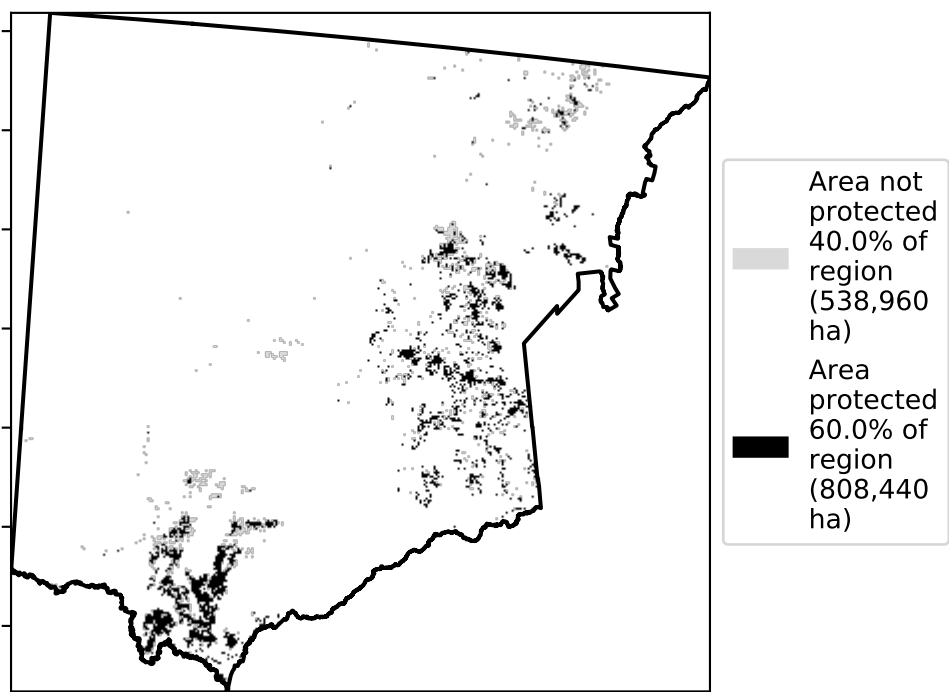 Area not
protected
40.0% of
region
(538,960
ha)
Area
protected
60.0% of
region
(808,440
ha)